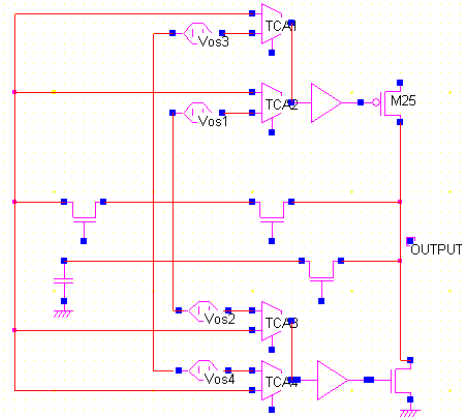 TCA1
Vos3
TCA2
M25
Vos1
OUTPUT
Vos2
TCA3
Vos4
TCA4